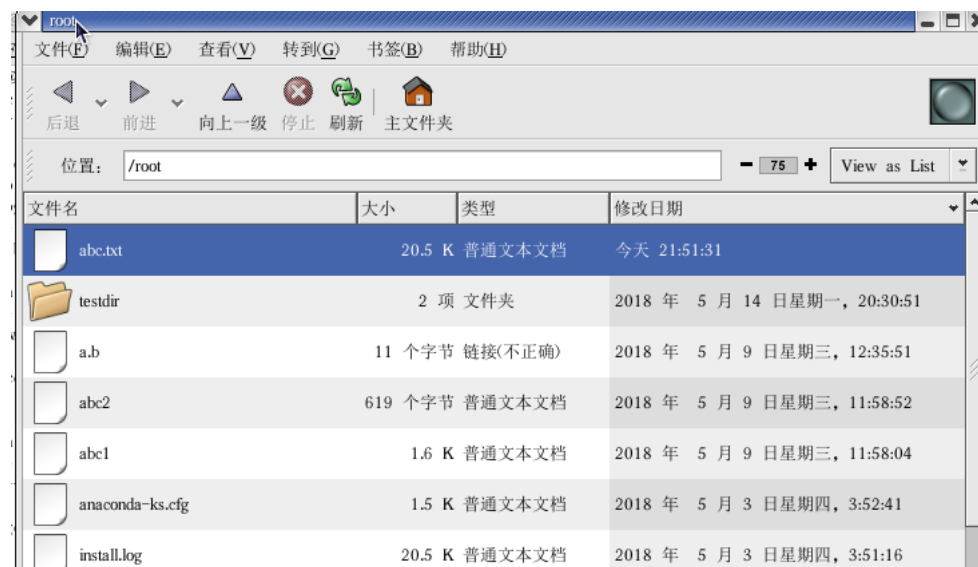 root
文件(F) 编辑(E) 查看(V) 转到(G) 书签(B) 帮助(H)
后退 前进 向上一级 停止 刷新 主文件夹
位置: /root 75 View as List
文件名 大小 类型 修改日期
abc.txt 20.5 K 普通文本文档 今天 21:51:31
testdir 2 项 文件夹 2018 年 5 月 14 日星期一, 20:30:51
a.b 11 个字节 链接(不正确) 2018 年 5 月 9 日星期三, 12:35:51
abc2 619 个字节 普通文本文档 2018 年 5 月 9 日星期三, 11:58:52
abc1 1.6 K 普通文本文档 2018 年 5 月 9 日星期三, 11:58:04
anaconda-ks.cfg 1.5 K 普通文本文档 2018 年 5 月 3 日星期四, 3:52:41
install.log 20.5 K 普通文本文档 2018 年 5 月 3 日星期四, 3:51:16